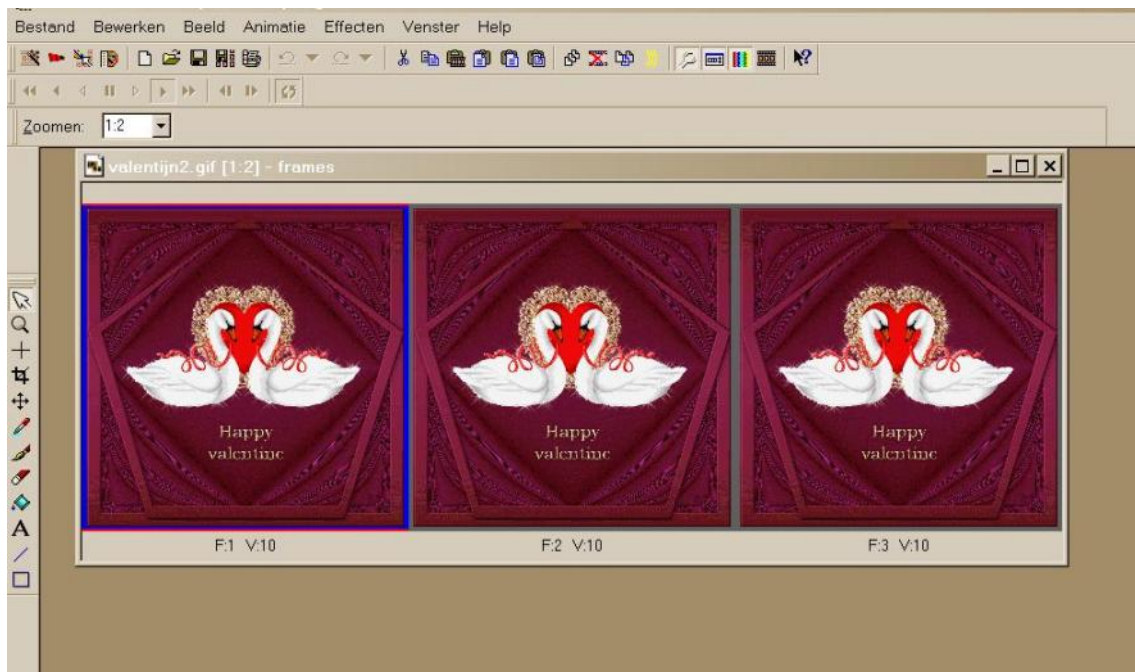 Bestand Bewerken Beeld Animatie Effecten Venster Help
Zoomen: 1:2
valentijn2.gif [1:2] - frames
Happy
valentine
Happy
valentine
Happy
valentine
F:1 V:10
F:2 V:10
F:3 V:10
A